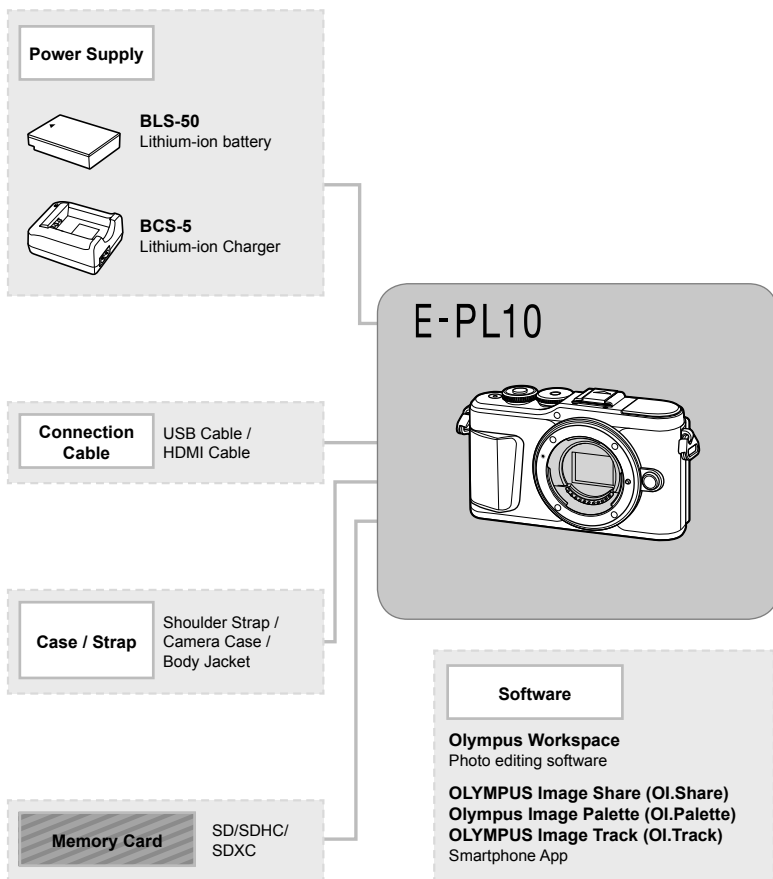 Power Supply
BLS-50
Lithium-ion battery
BCS-5
Lithium-ion Charger
E-PL10
Connection
Cable
USB Cable /
HDMI Cable
Case / Strap
Shoulder Strap /
Camera Case /
Body Jacket
Software
Olympus Workspace
Photo editing software
OLYMPUS Image Share (OI.Share)
Olympus Image Palette (OI.Palette)
OLYMPUS Image Track (OI.Track)
Smartphone App
Memory Card
SD/SDHC/
SDXC